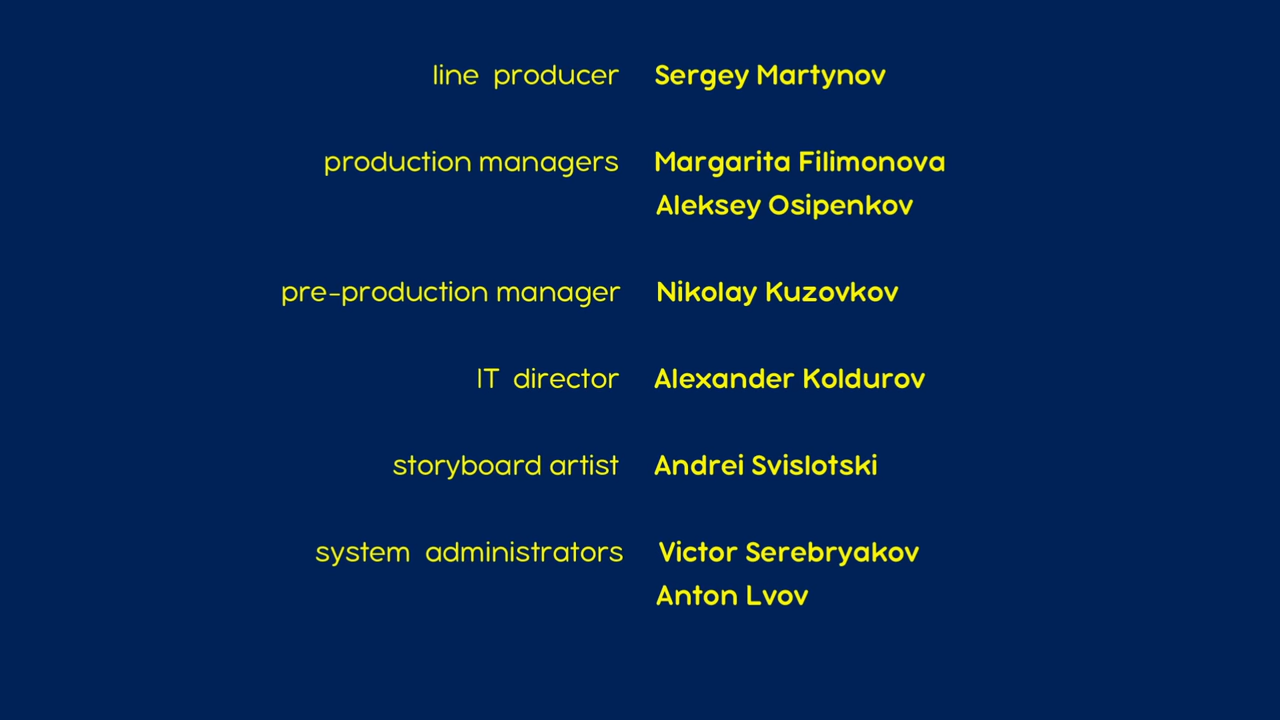 line producer Sergey Martynov
production managers Margarita Filimonova
Aleksey Osipenkov
pre-production manager Nikolay Kuzovkov
IT director Alexander Koldurov
storyboard artist Andrei Svislotski
system administrators Victor Serebryakov
Anton Lvov